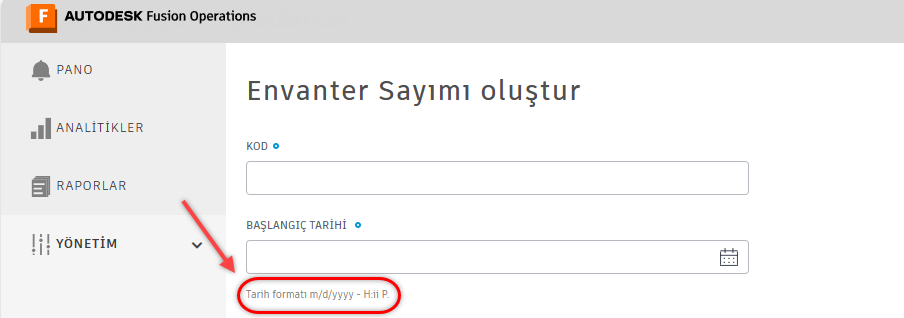 F AUTODESK Fusion Operations
PANO
ANALİTİKLER
RAPORLAR
YÖNETİM
Envanter Sayımı oluştur
KOD
BAŞLANGIÇ TARİHİ
Tarih formatı m/d/yyyy - H:ii P.